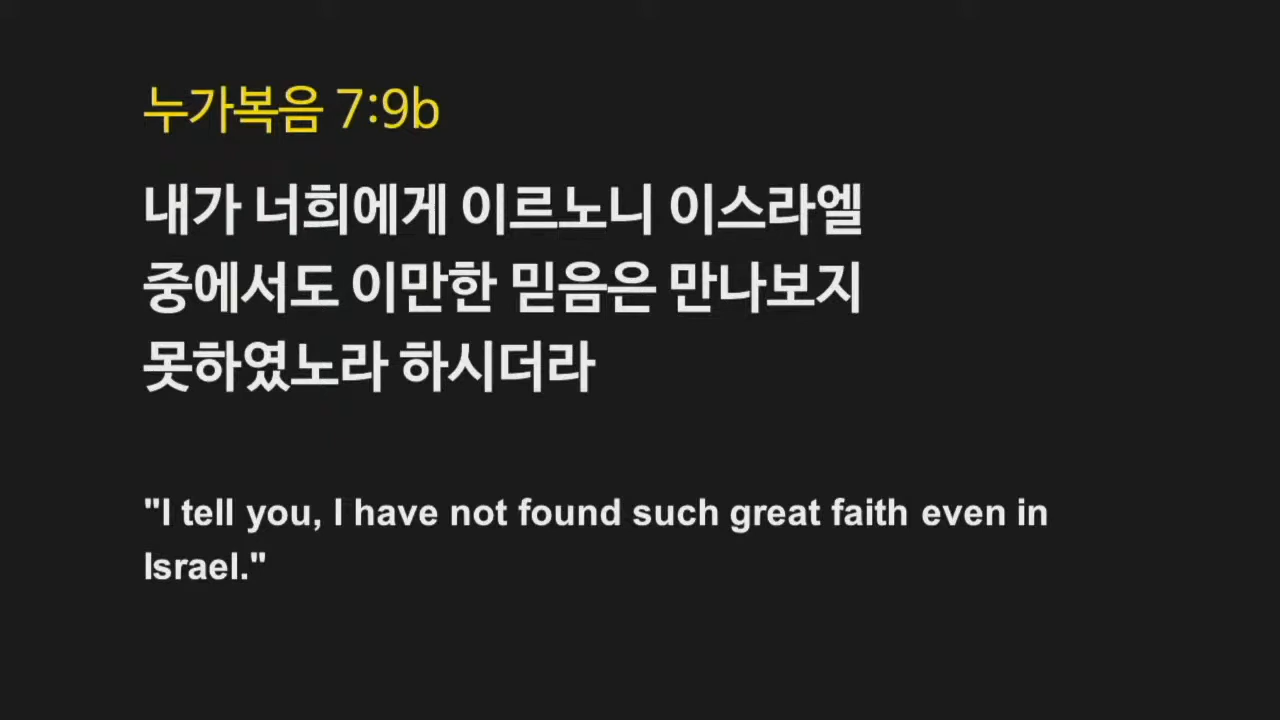 누가복음 7:9b
내가 너희에게 이르노니 이스라엘
중에서도 이만한 믿음은 만나보지
못하였노라 하시더라
"I tell you, I have not found such great faith even in
Israel."